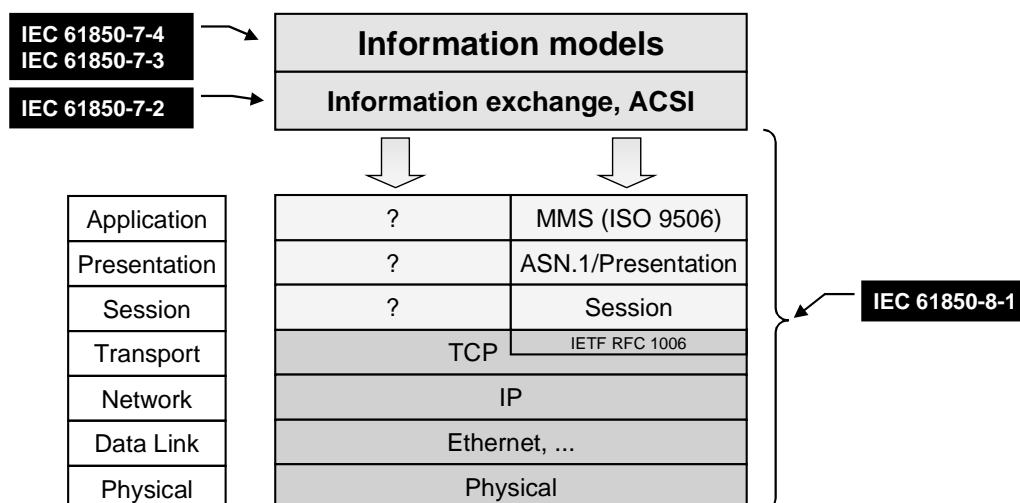 IEC 61850-7-4
IEC 61850-7-3
Information models
IEC 61850-7-2
Information exchange, ACSI
Application
?
MMS (ISO 9506)
Presentation
?
ASN.1/Presentation
Session
?
Session
IEC 61850-8-1
Transport
TCP
IETF RFC 1006
Network
IP
Data Link
Ethernet, ...
Physical
Physical